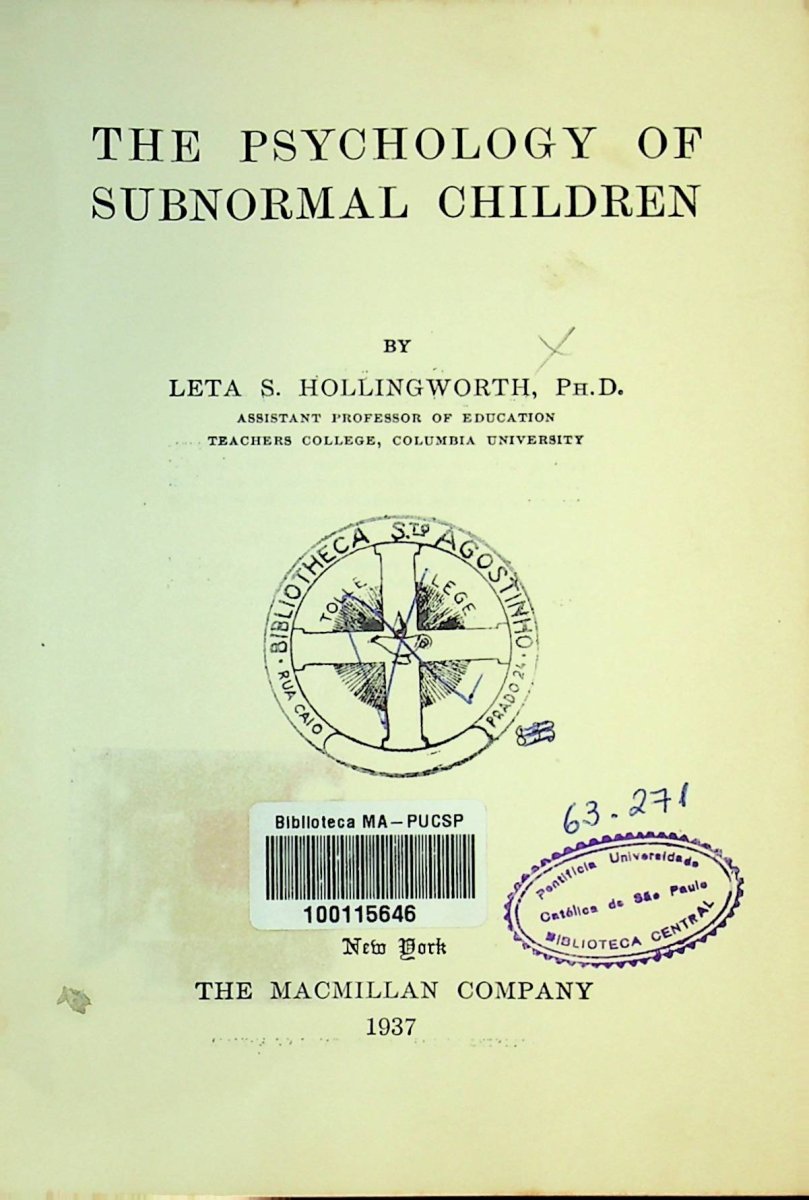 THE PSYCHOLOGY OF
SUBNORMAL CHILDREN
BY
LETA S. HOLLINGWORTH, PH.D.
ASSISTANT PROFESSOR OF EDUCATION
TEACHERS COLLEGE, COLUMBIA UNIVERSITY
· BIBLIOTHECA STO AGOSTINHO ·
TOLLE LEGE
RUA CAIO PRADO 24
63.271
Biblioteca MA-PUCSP
100115646
Pontifícia Universidade
Católica de São Paulo
BIBLIOTECA CENTRAL
New York
THE MACMILLAN COMPANY
1937